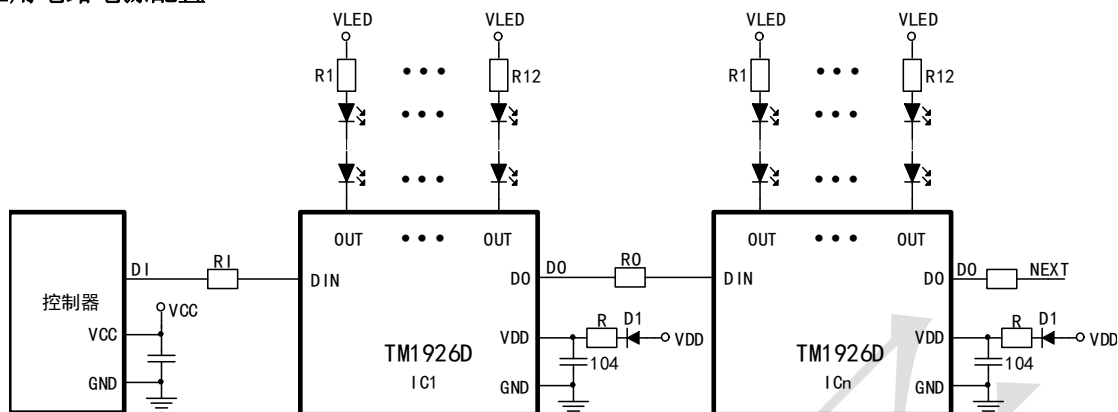 VLED VLED VLED VLED
R1 R12 R1 R12
OUT OUT OUT OUT
DI RI DIN DO DO RO DIN DO DO NEXT
控制器
VCC
VCC VDD R D1 VDD VDD R D1 VDD
TM1926D TM1926D
104 104
GND IC1 GND ICn GND